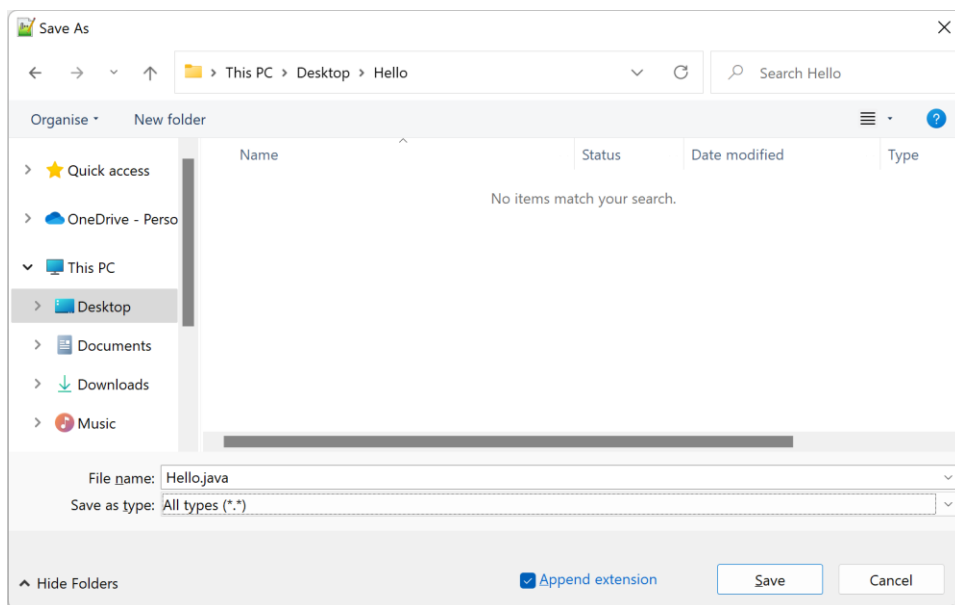 Save As
This PC > Desktop > Hello
Search Hello
Organise
New folder
?
Name
Status
Date modified
Type
No items match your search.
Quick access
OneDrive - Perso
This PC
Desktop
Documents
Downloads
Music
File name: Hello.java
Save as type: All types (*.*)
Hide Folders
Append extension
Save
Cancel